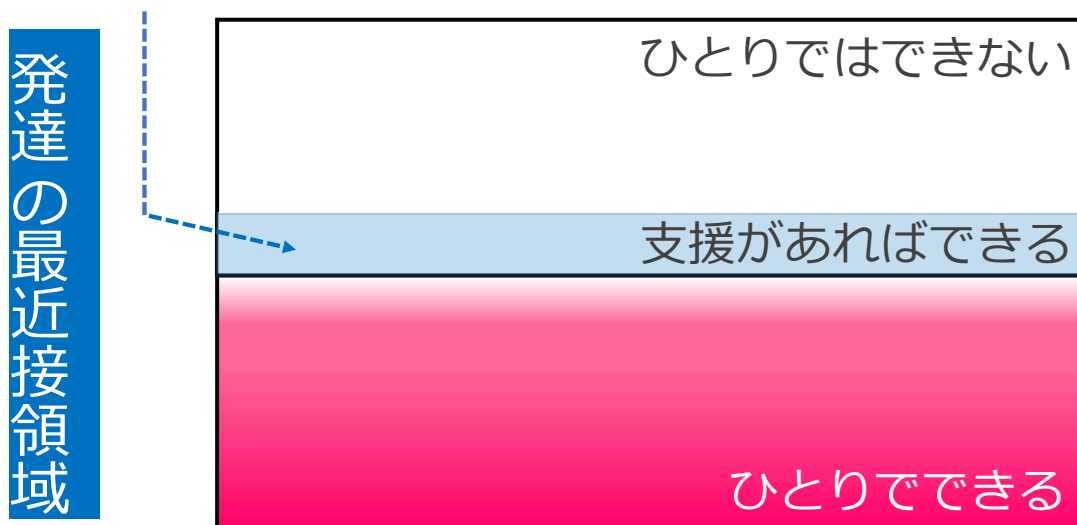 発達の最近接領域
ひとりではできない
支援があればできる
ひとりでできる